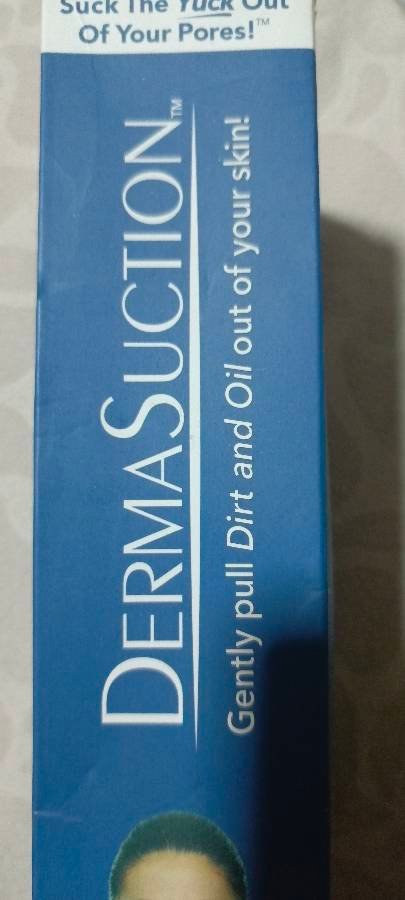 Suck The Yuck Out
Of Your Pores!™
DERMASUCTION™
Gently pull Dirt and Oil out of your skin!